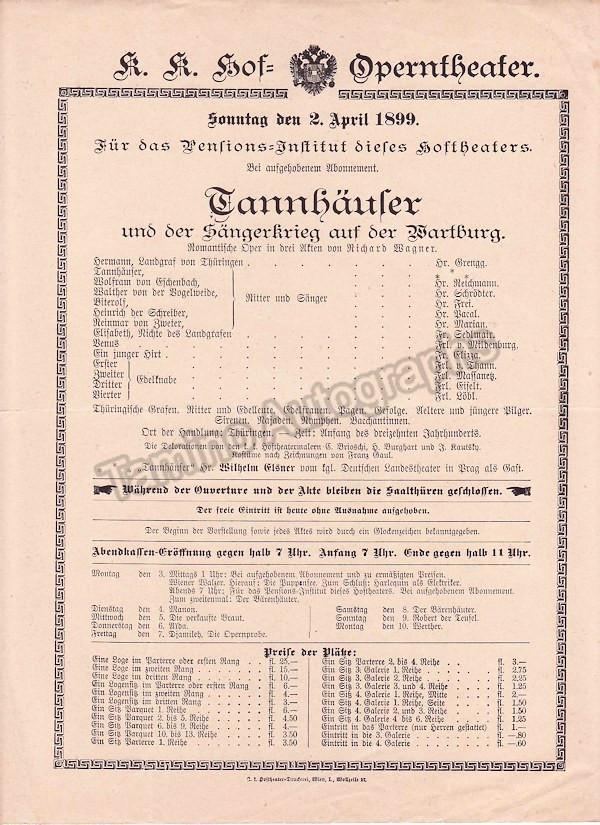 K. K. Hof= Operntheater.
Sonntag den 2. April 1899.
Für das Pensions=Institut dieses Hoftheaters.
Bei aufgehobenem Abonnement.
Tannhäuser
und der Sängerkrieg auf der Wartburg.
Romantische Oper in drei Akten von Richard Wagner.
Hermann, Landgraf von Thüringen . . . . Hr. Grengg.
Tannhäuser, * * *
Wolfram von Eschenbach, Hr. Reichmann.
Walther von der Vogelweide, Hr. Schrödter.
Biterolf, Ritter und Sänger Hr. Frei.
Heinrich der Schreiber, Hr. Pacal.
Reinmar von Zweter, Hr. Marian.
Elisabeth, Nichte des Landgrafen Fr. Sedlmair.
Venus Frl. v. Mildenburg.
Ein junger Hirt Fr. Elizza.
Erster Frl. Thann.
Zweiter Edelknabe Frl. Massanetz.
Dritter Frl. Eiselt.
Vierter Frl. Löbl.
Thüringische Grafen. Ritter und Edelleute. Edelfrauen. Pagen. Gefolge. Aeltere und jüngere Pilger.
Sirenen. Najaden. Nymphen. Bacchantinnen.
Ort der Handlung: Thüringen. Zeit: Anfang des dreizehnten Jahrhunderts.
Die Dekorationen von den k. k. Hoftheatermalern C. Brioschi, H. Burghart und J. Kautsky.
Kostüme nach Zeichnungen von Franz Gaul.
„Tannhäuser“ Hr. Wilhelm Elsner vom kgl. Deutschen Landestheater in Prag als Gast.
Während der Ouverture und der Akte bleiben die Saalthüren geschlossen.
Der freie Eintritt ist heute ohne Ausnahme aufgehoben.
Der Beginn der Vorstellung sowie jedes Aktes wird durch ein Glockenzeichen bekanntgegeben.
Abendkassen=Eröffnung gegen halb 7 Uhr. Anfang 7 Uhr. Ende gegen halb 11 Uhr.
Montag den 3. Mittags 1 Uhr: Bei aufgehobenem Abonnement und zu ermäßigten Preisen.
Wiener Walzer. Hierauf: Die Puppenfee. Zum Schluß: Harlequin als Elektriker.
Abends 7 Uhr: Für das Pensions=Institut dieses Hoftheaters. Bei aufgehobenem Abonnement.
Zum zweitenmal: Der Bärenhäuter.
Dienstag den 4. Manon. Samstag den 8. Der Bärenhäuter.
Mittwoch den 5. Die verkaufte Braut. Sonntag den 9. Robert der Teufel.
Donnerstag den 6. Aïda. Montag den 10. Werther.
Freitag den 7. Djamileh, Die Opernprobe.
Preise der Plätze:
Eine Loge im Parterre oder ersten Rang fl. 25.— Ein Sitz Parterre 2. bis 4. Reihe fl. 3.—
Eine Loge im zweiten Rang fl. 15.— Ein Sitz 3. Galerie 1. Reihe fl. 2.75
Eine Loge im dritten Rang fl. 10.— Ein Sitz 3. Galerie 2. Reihe fl. 2.25
Ein Logensitz im Parterre oder ersten Rang fl. 6.— Ein Sitz 3. Galerie 3. und 4. Reihe fl. 1.25
Ein Logensitz im zweiten Rang fl. 4.— Ein Sitz 4. Galerie 1. Reihe, Mitte fl. 2.—
Ein Logensitz im dritten Rang fl. 3.— Ein Sitz 4. Galerie 1. Reihe, Seite fl. 1.50
Ein Sitz Parquet 1. Reihe fl. 6.— Ein Sitz 4. Galerie 2. und 3. Reihe fl. 1.50
Ein Sitz Parquet 2. bis 5. Reihe fl. 4.50 Ein Sitz 4. Galerie 4. bis 6. Reihe fl. 1.25
Ein Sitz Parquet 6. bis 9. Reihe fl. 4.— Eintritt in das Parterre (nur Herren gestattet) fl. 1.—
Ein Sitz Parquet 10. bis 13. Reihe fl. 3.50 Eintritt in die 3. Galerie fl. —.80
Ein Sitz Parterre 1. Reihe fl. 3.50 Eintritt in die 4. Galerie fl. —.60
K. k. Hoftheater=Druckerei, Wien, I., Wollzeile 17.
Tamino Autographs